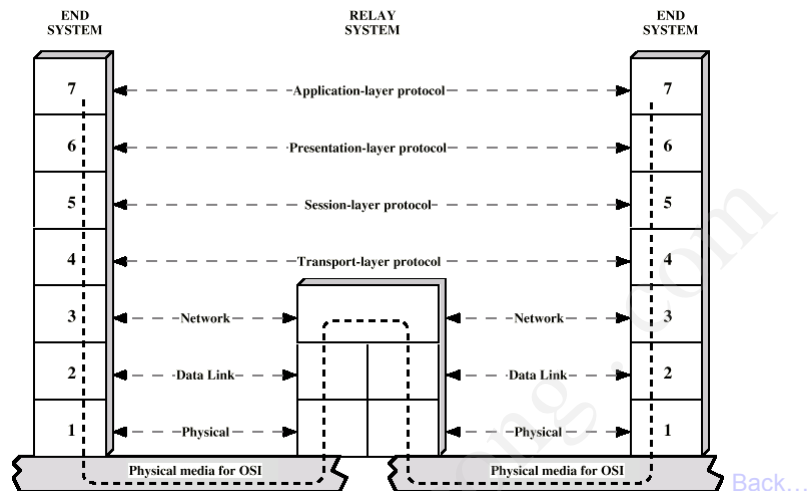 END
SYSTEM
RELAY
SYSTEM
END
SYSTEM
7
Application-layer protocol
7
6
Presentation-layer protocol
6
5
Session-layer protocol
5
4
Transport-layer protocol
4
3
Network
Network
3
2
Data Link
Data Link
2
1
Physical
Physical
1
Physical media for OSI
Physical media for OSI
Back...